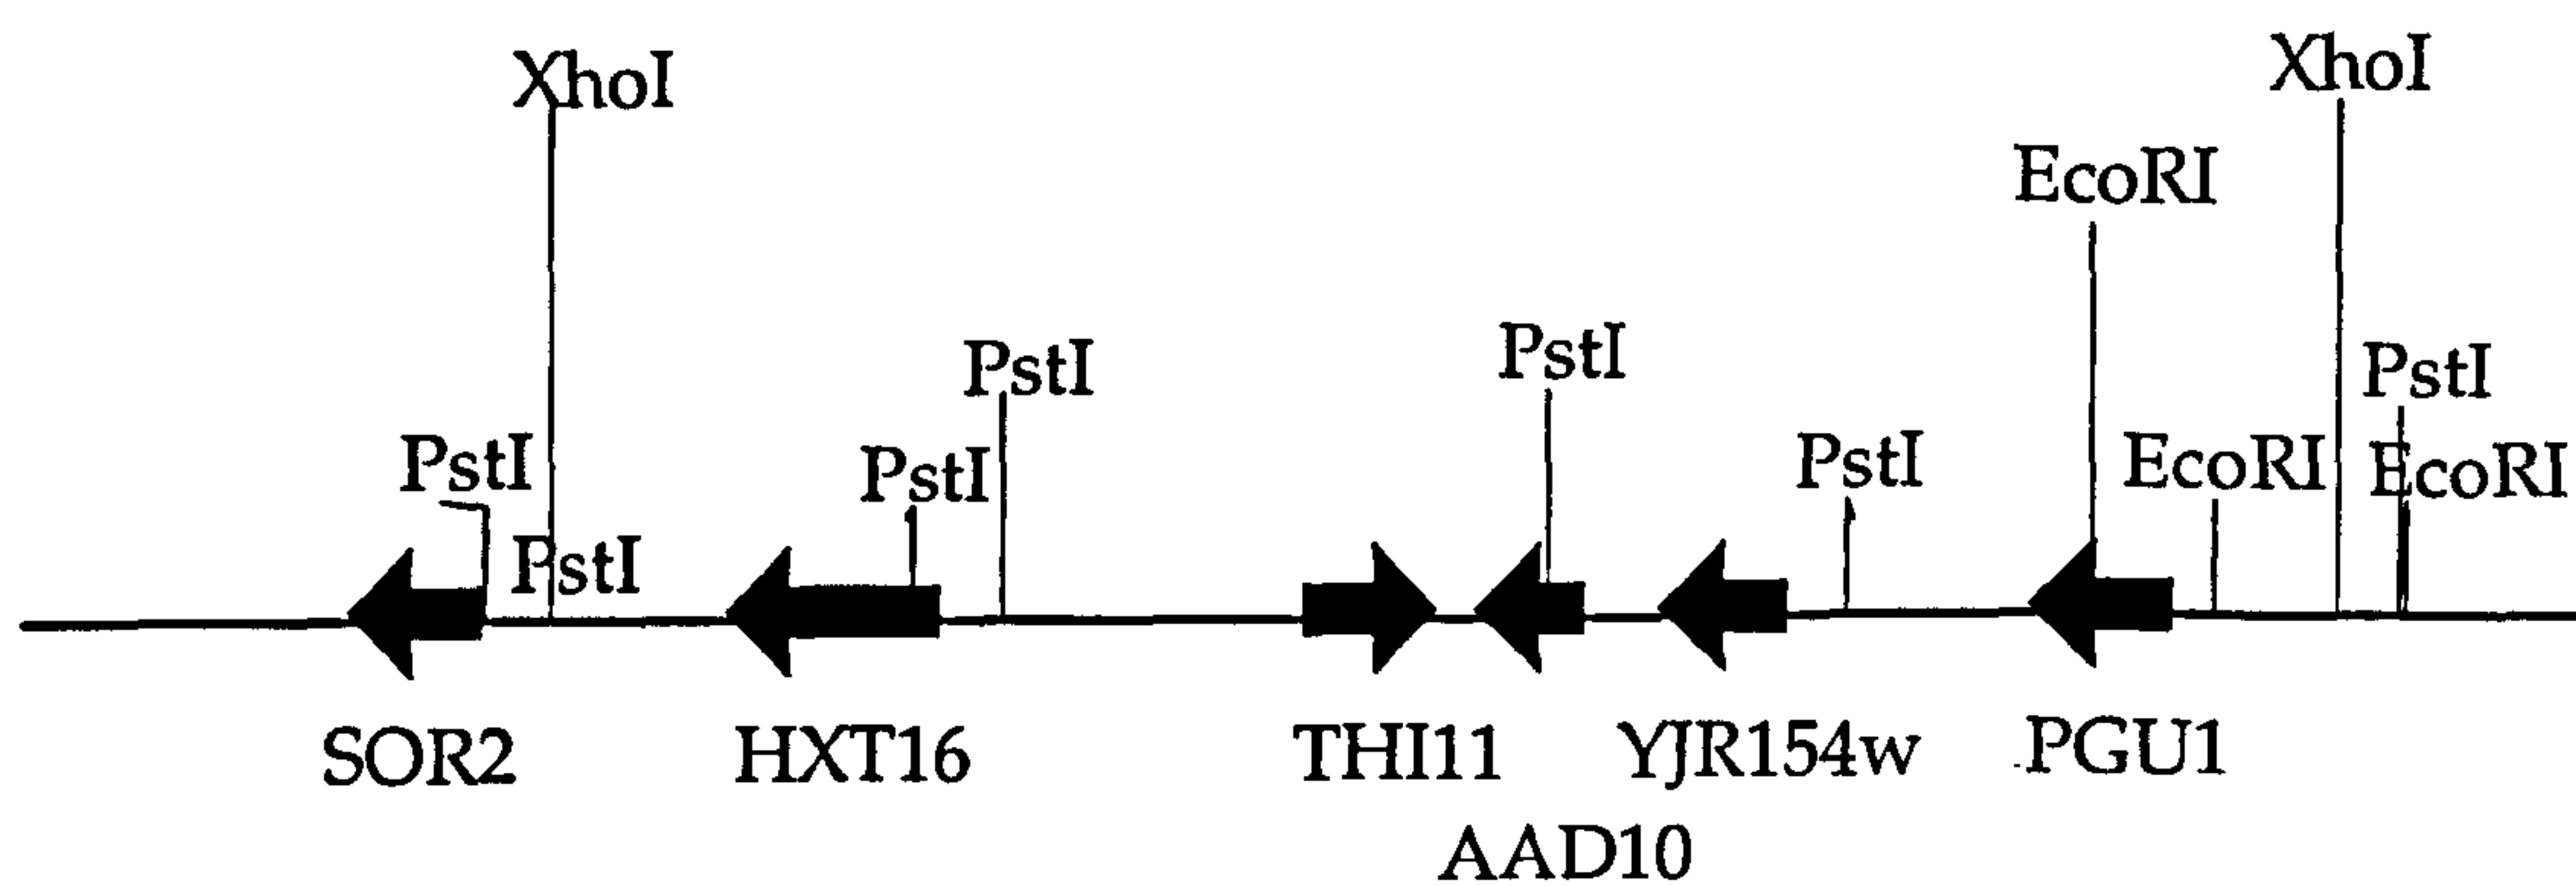 XhoI
XhoI
EcoRI
PstI
PstI
PstI
PstI
PstI
PstI
EcoRI
EcoRI
PstI
SOR2
HXT16
THI11
YJR154w
PGU1
AAD10